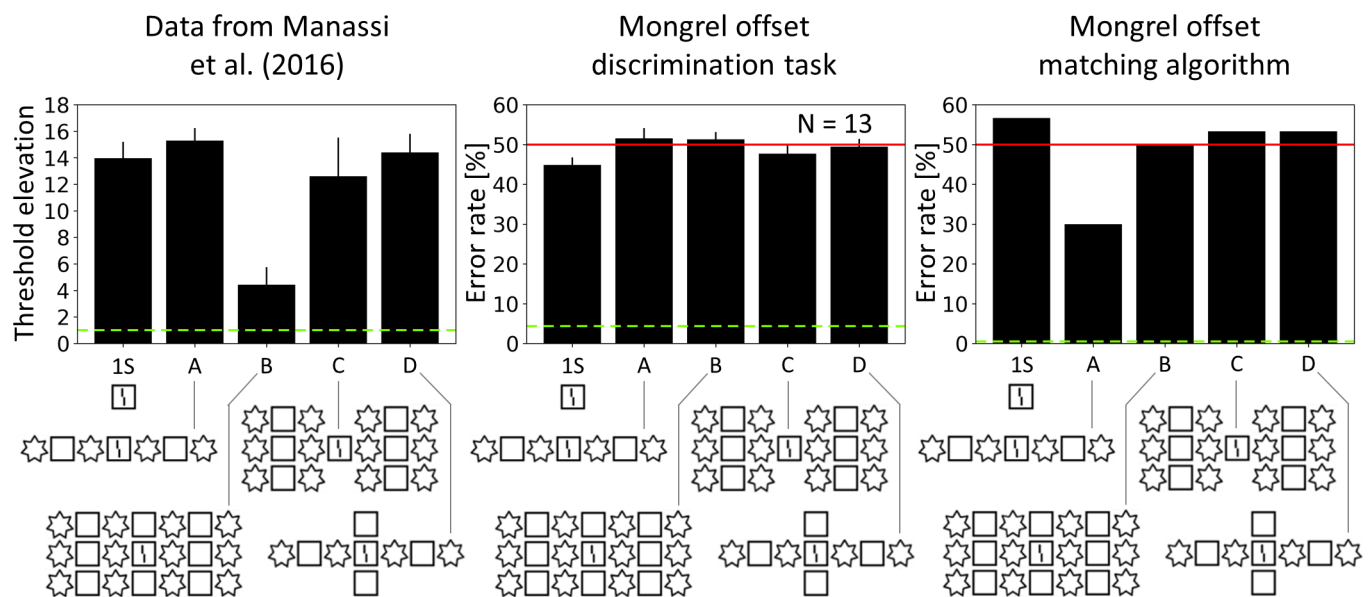 Data from Manassi
et al. (2016)
Mongrel offset
discrimination task
Mongrel offset
matching algorithm
Threshold elevation
18
16
14
12
10
8
6
4
2
0
1S A B C D
Error rate [%]
60
50
40
30
20
10
0
N = 13
1S A B C D
Error rate [%]
60
50
40
30
20
10
0
1S A B C D